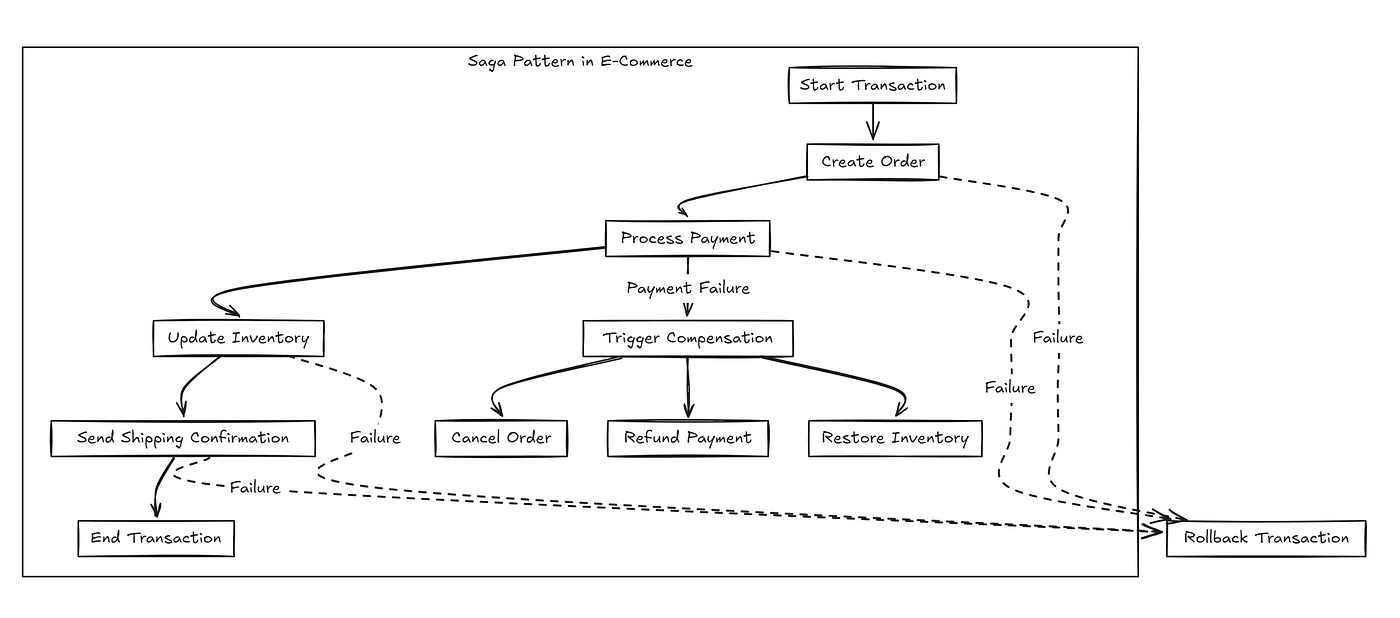 Saga Pattern in E-Commerce
Start Transaction
Create Order
Process Payment
Payment Failure
Update Inventory
Trigger Compensation
Failure
Failure
Send Shipping Confirmation
Failure
Cancel Order
Refund Payment
Restore Inventory
Failure
End Transaction
Rollback Transaction